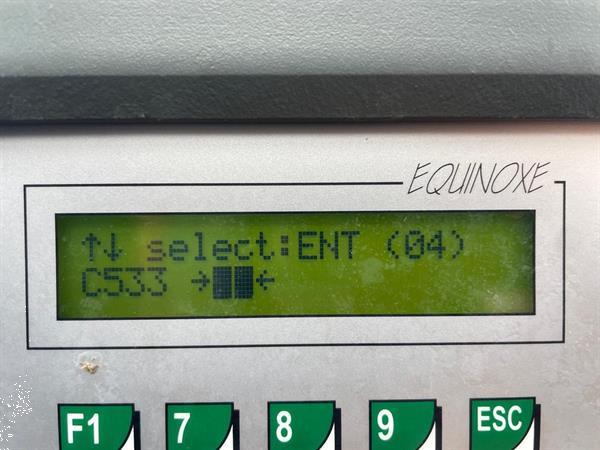 EQUINOXE
↑↓ select:ENT (04)
C533 →██←
F1 7 8 9 ESC